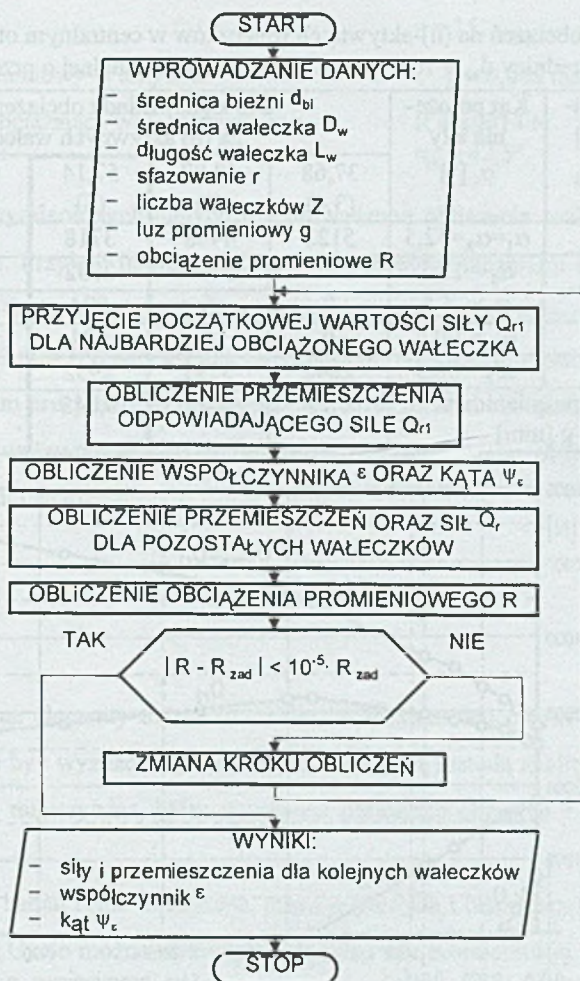 START
WPROWADZANIE DANYCH:
– średnica bieżni d_bl
– średnica wałeczka D_w
– długość wałeczka L_w
– sfazowanie r
– liczba wałeczków Z
– luz promieniowy g
– obciążenie promieniowe R
PRZYJĘCIE POCZĄTKOWEJ WARTOŚCI SIŁY Q_r1
DLA NAJBARDZIEJ OBCIĄŻONEGO WAŁECZKA
OBLICZENIE PRZEMIESZCZENIA
ODPOWIADAJĄCEGO SILE Q_r1
OBLICZENIE WSPÓŁCZYNNIKA ε ORAZ KĄTA Ψ_ε
OBLICZENIE PRZEMIESZCZEŃ ORAZ SIŁ Q_r
DLA POZOSTAŁYCH WAŁECZKÓW
OBLICZENIE OBCIĄŻENIA PROMIENIOWEGO R
TAK NIE
| R - R_zad | < 10^-5 · R_zad
ZMIANA KROKU OBLICZEŃ
WYNIKI:
– siły i przemieszczenia dla kolejnych wałeczków
– współczynnik ε
– kąt Ψ_ε
STOP